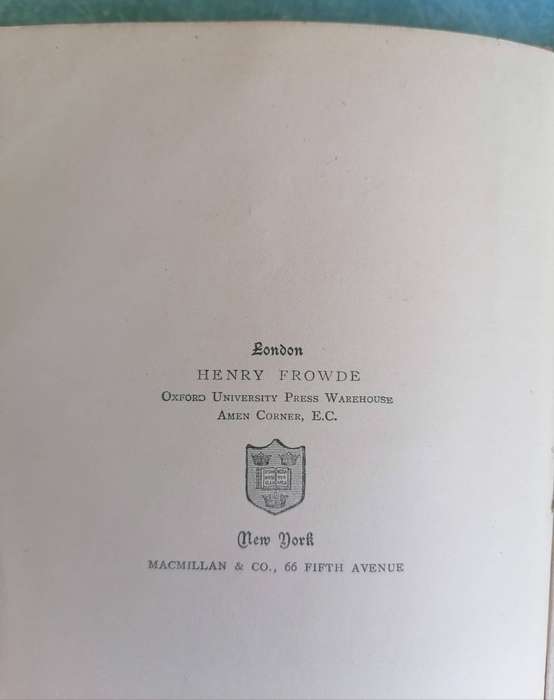 London
HENRY FROWDE
OXFORD UNIVERSITY PRESS WAREHOUSE
AMEN CORNER, E.C.
New York
MACMILLAN & CO., 66 FIFTH AVENUE